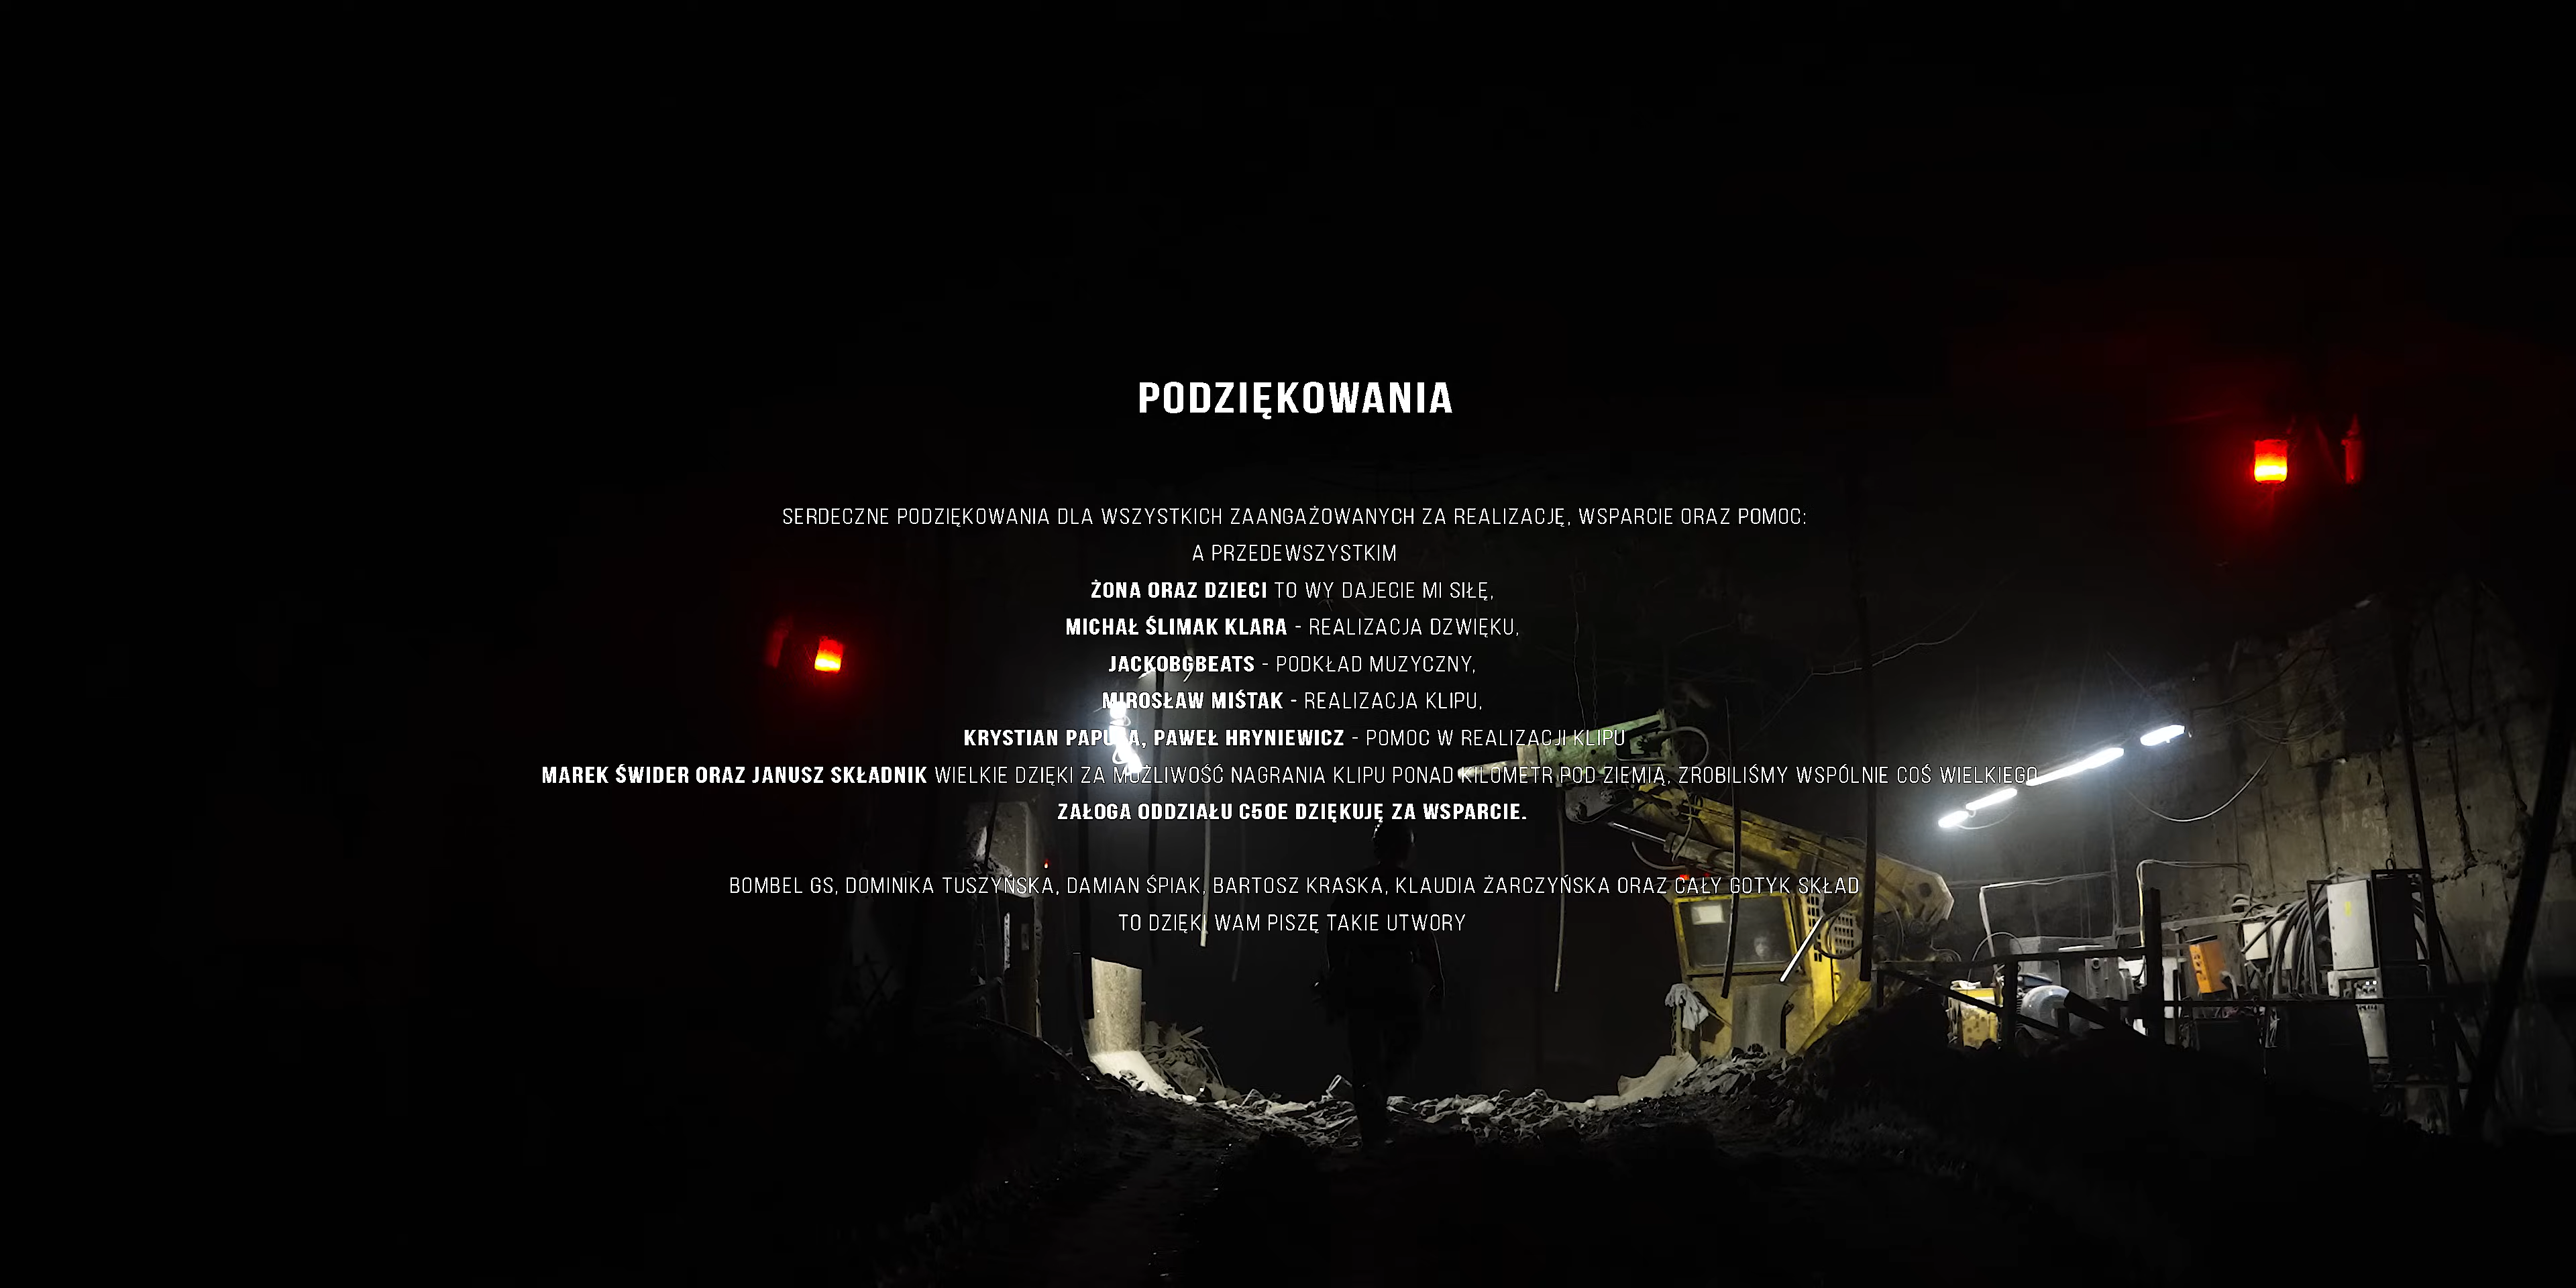 PODZIĘKOWANIA
SERDECZNE PODZIĘKOWANIA DLA WSZYSTKICH ZAANGAŻOWANYCH ZA REALIZACJĘ, WSPARCIE ORAZ POMOC:
A PRZEDEWSZYSTKIM
ŻONA ORAZ DZIECI TO WY DAJECIE MI SIŁĘ,
MICHAŁ ŚLIMAK KLARA - REALIZACJA DZWIĘKU,
JACKOBGBEATS - PODKŁAD MUZYCZNY,
MIROSŁAW MIŚTAK - REALIZACJA KLIPU,
KRYSTIAN PAWEŁ HRYNIEWICZ - POMOC W REALIZACJI KLIPU
MAREK ŚWIDER ORAZ JANUSZ SKŁADNIK WIELKIE DZIĘKI ZA MOŻLIWOŚĆ NAGRANIA KLIPU PONAD KILOMETR POD ZIEMIĄ, ZROBILIŚMY WSPÓLNIE COŚ WIELKIEGO
ZAŁOGA ODDZIAŁU C50E DZIĘKUJĘ ZA WSPARCIE.
BOMBEL GS, DOMINIKA TUSZYŃSKA, DAMIAN ŚPIAK, BARTOSZ KRASKA, KLAUDIA ŻARCZYŃSKA ORAZ CAŁY GOTYK SKŁAD
TO DZIĘKI WAM PISZĘ TAKIE UTWORY